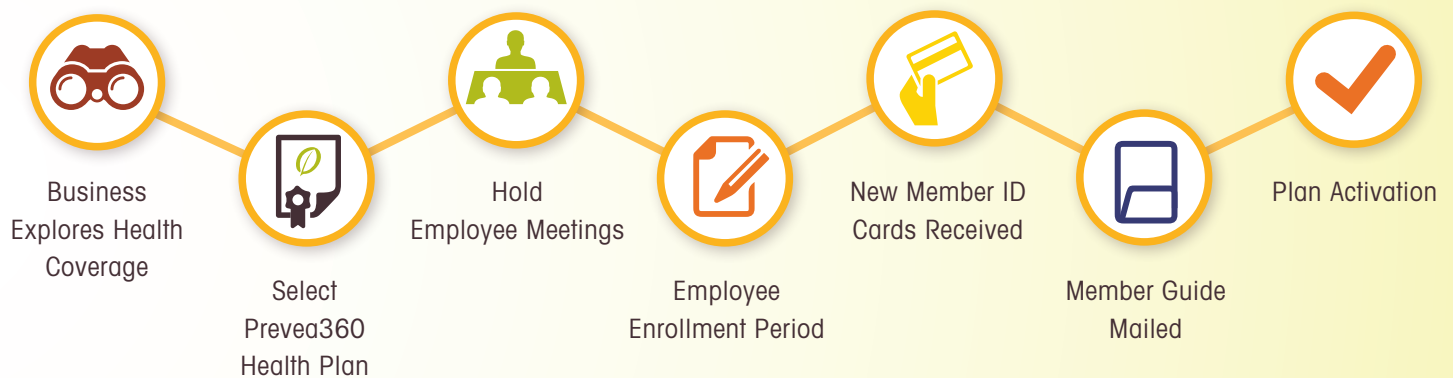 Business
Explores Health
Coverage
Select
Prevea360
Health Plan
Hold
Employee Meetings
Employee
Enrollment Period
New Member ID
Cards Received
Member Guide
Mailed
Plan Activation